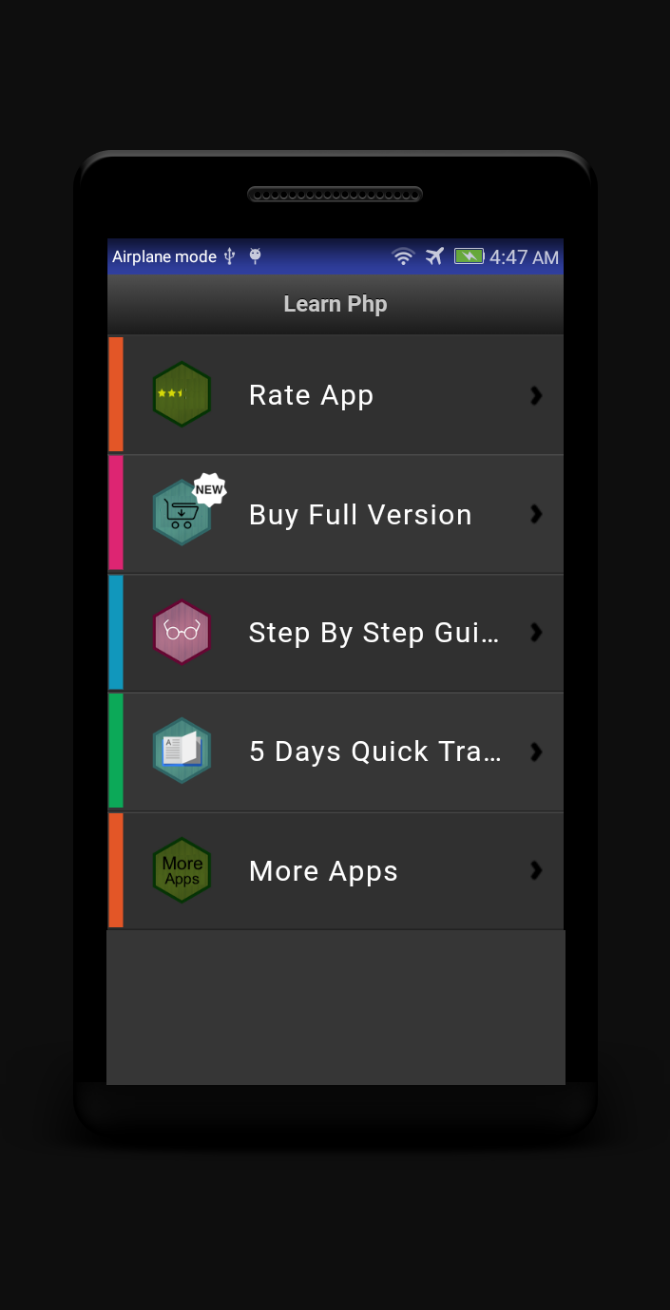 Airplane mode 4:47 AM
Learn Php
Rate App
NEW
Buy Full Version
Step By Step Gui...
A
5 Days Quick Tra...
More
Apps
More Apps